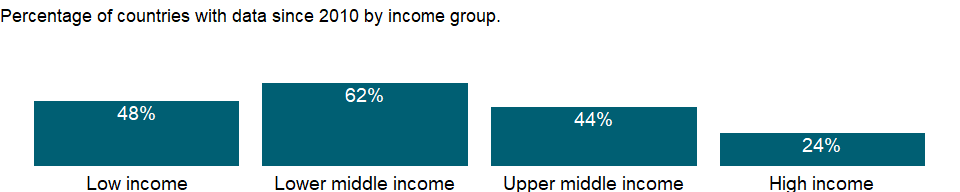 Percentage of countries with data since 2010 by income group.
48%
62%
44%
24%
Low income
Lower middle income
Upper middle income
High income